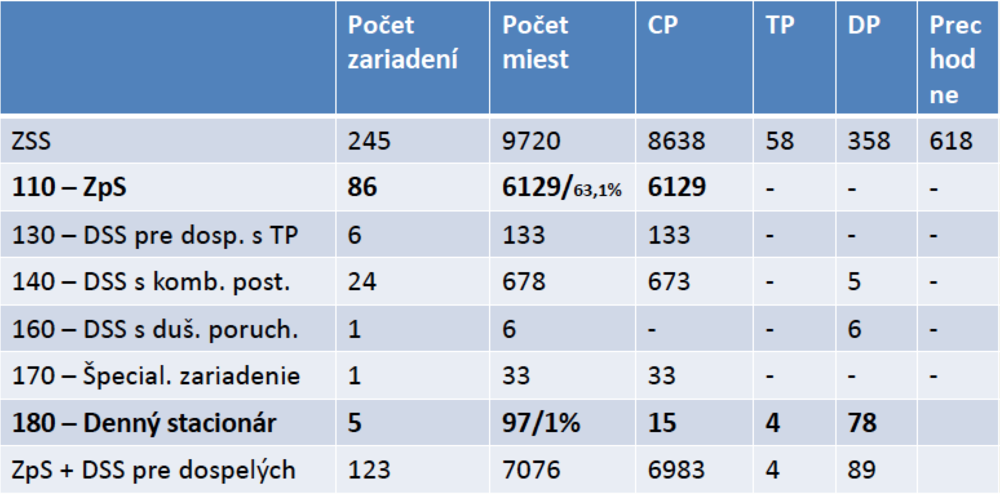 Počet zariadení Počet miest CP TP DP Prec hod ne
ZSS 245 9720 8638 58 358 618
110 – ZpS 86 6129/63,1% 6129 - - -
130 – DSS pre dosp. s TP 6 133 133 - - -
140 – DSS s komb. post. 24 678 673 - 5 -
160 – DSS s duš. poruch. 1 6 - - 6 -
170 – Špecial. zariadenie 1 33 33 - - -
180 – Denný stacionár 5 97/1% 15 4 78
ZpS + DSS pre dospelých 123 7076 6983 4 89